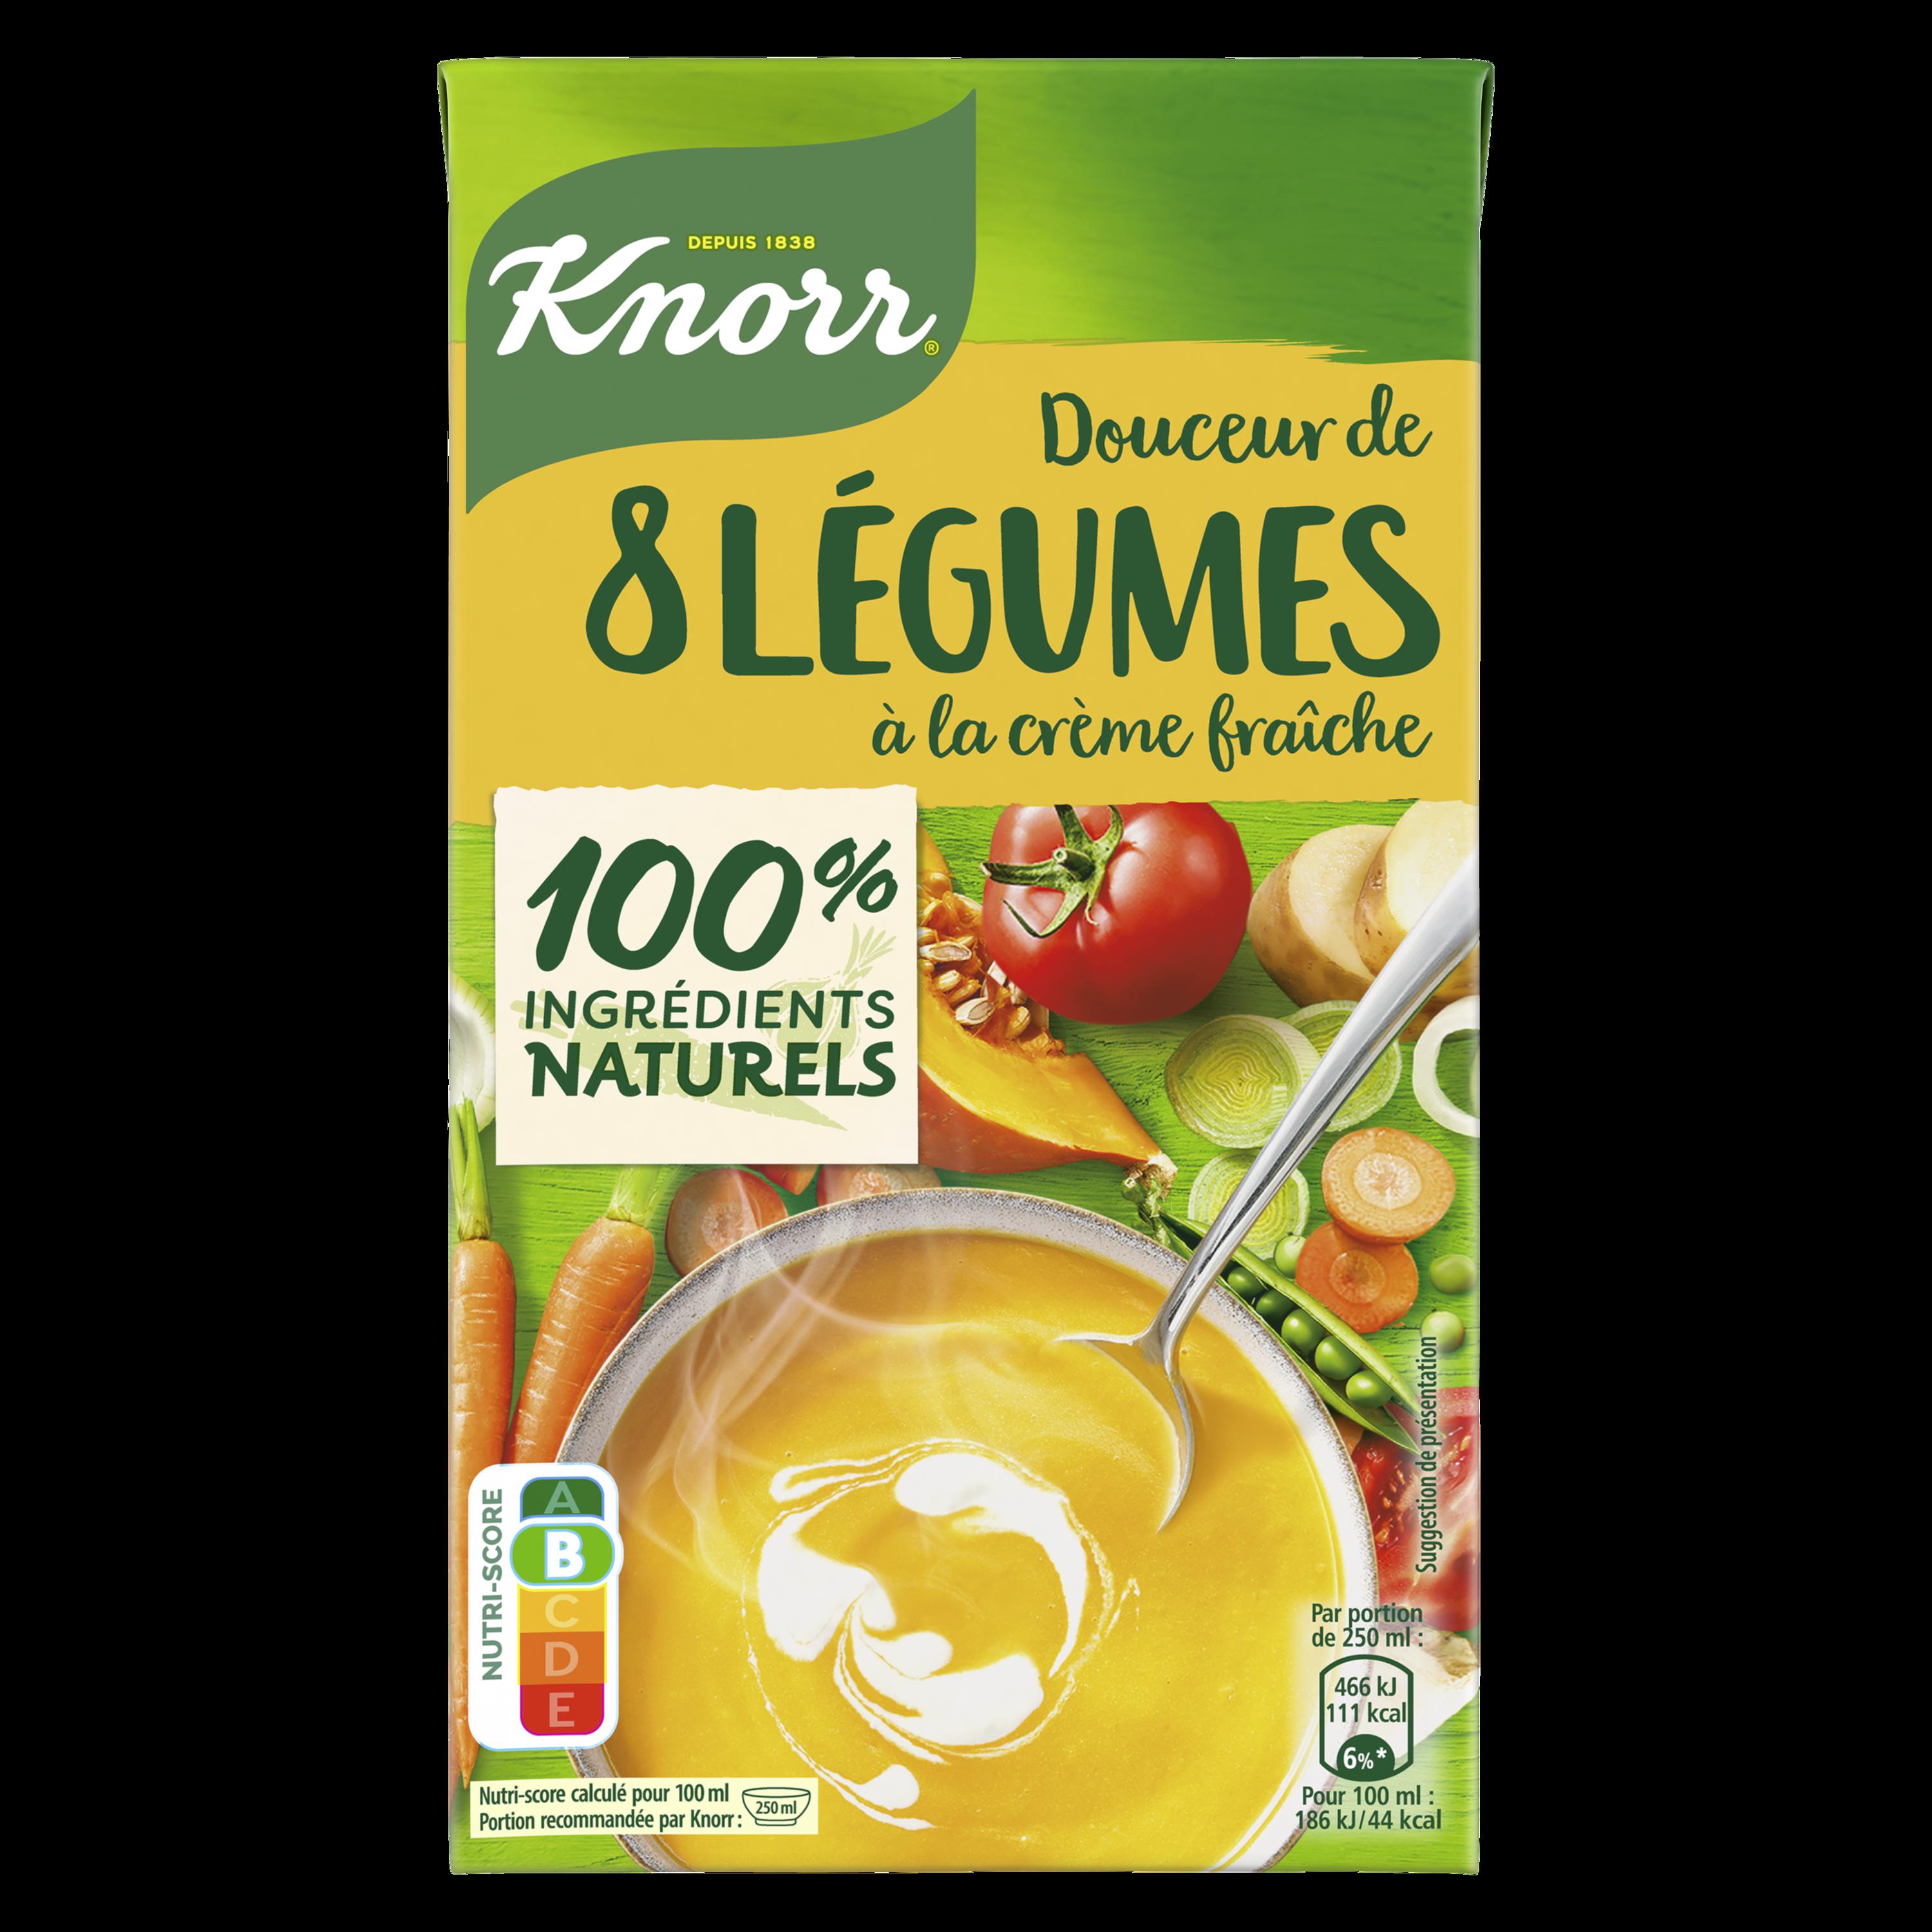 DEPUIS 1838
Knorr®
Douceur de
8 LÉGUMES
à la crème fraîche
100%
INGRÉDIENTS
NATURELS
Suggestion de présentation
NUTRI-SCORE
A
B
C
D
E
Par portion
de 250 ml :
466 kJ
111 kcal
6%*
Pour 100 ml :
186 kJ/44 kcal
Nutri-score calculé pour 100 ml
Portion recommandée par Knorr : 250 ml